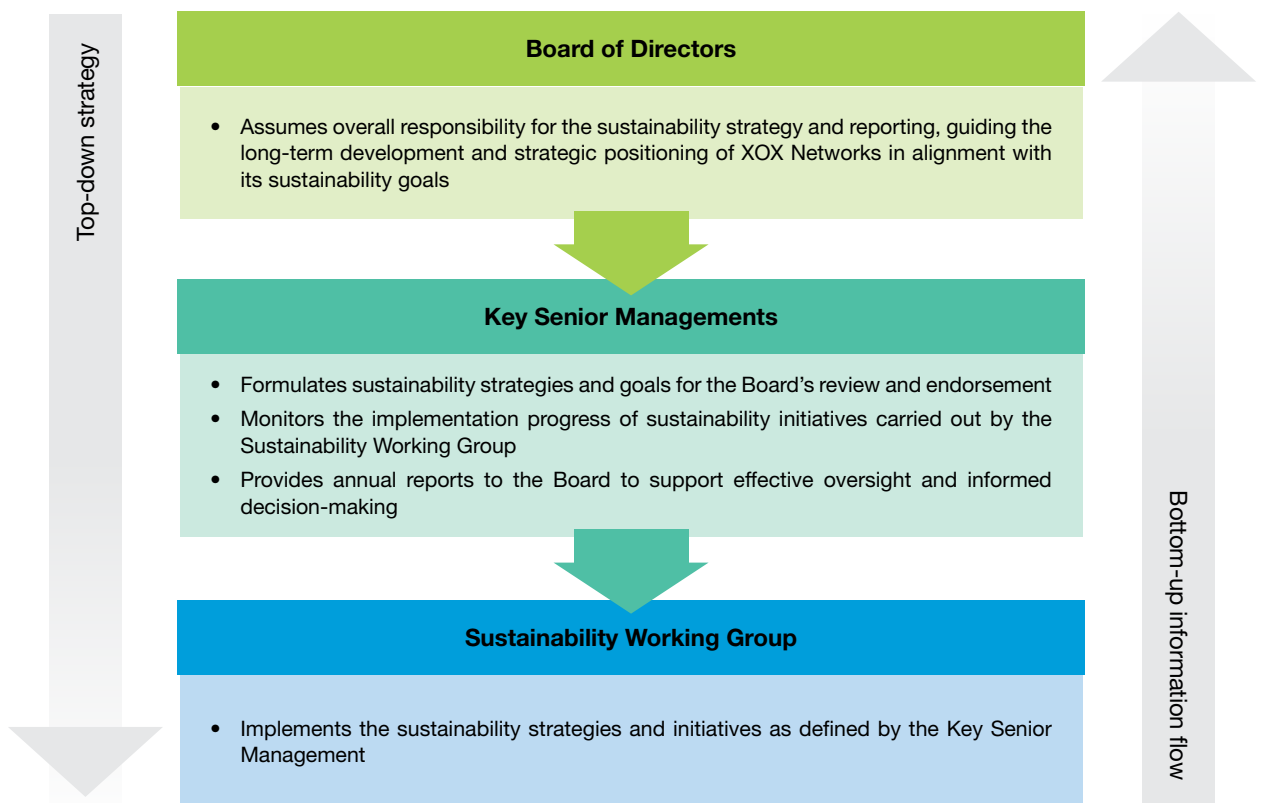 Top-down strategy
Board of Directors
• Assumes overall responsibility for the sustainability strategy and reporting, guiding the
long-term development and strategic positioning of XOX Networks in alignment with
its sustainability goals
Key Senior Managements
• Formulates sustainability strategies and goals for the Board’s review and endorsement
• Monitors the implementation progress of sustainability initiatives carried out by the
Sustainability Working Group
• Provides annual reports to the Board to support effective oversight and informed
decision-making
Sustainability Working Group
• Implements the sustainability strategies and initiatives as defined by the Key Senior
Management
Bottom-up information flow